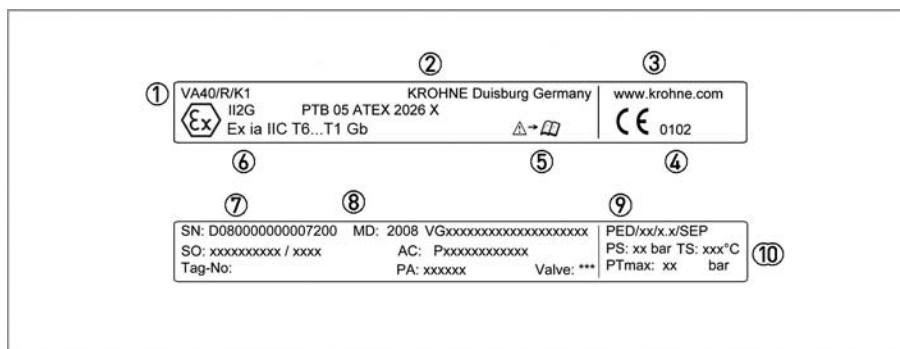 ② ③
① VA40/R/K1 KROHNE Duisburg Germany www.krohne.com
Ex II2G PTB 05 ATEX 2026 X
Ex ia IIC T6...T1 Gb CE 0102
⑥ ⑤ ④
⑦ ⑧ ⑨
SN: D080000000007200 MD: 2008 VGxxxxxxxxxxxxxxxxxxxxx PED/xx/x.x/SEP
SO: xxxxxxxxxx / xxxx AC: Pxxxxxxxxxxxx PS: xx bar TS: xxx°C ⑩
Tag-No: PA: xxxxxx Valve: *** PTmax: xx bar